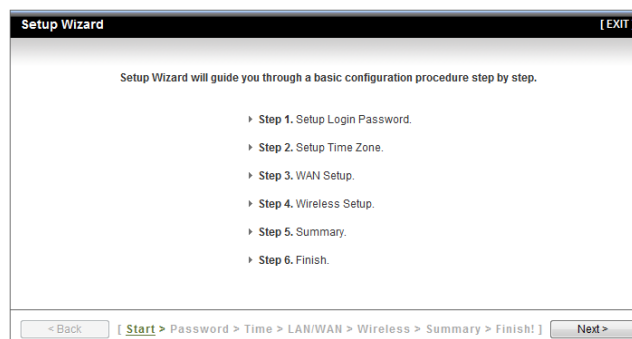 Setup Wizard [ EXIT
Setup Wizard will guide you through a basic configuration procedure step by step.
Step 1. Setup Login Password.
Step 2. Setup Time Zone.
Step 3. WAN Setup.
Step 4. Wireless Setup.
Step 5. Summary.
Step 6. Finish.
< Back [ Start > Password > Time > LAN/WAN > Wireless > Summary > Finish! ] Next >